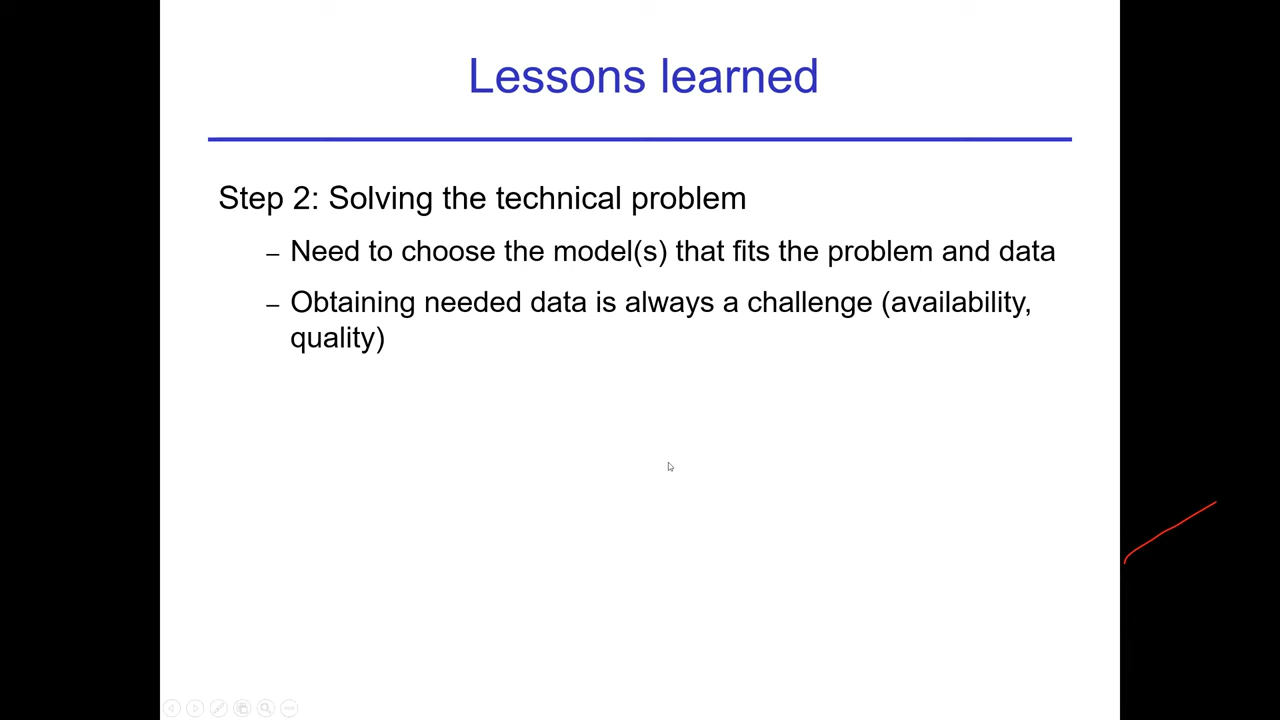 Lessons learned
Step 2: Solving the technical problem
– Need to choose the model(s) that fits the problem and data
– Obtaining needed data is always a challenge (availability,
quality)